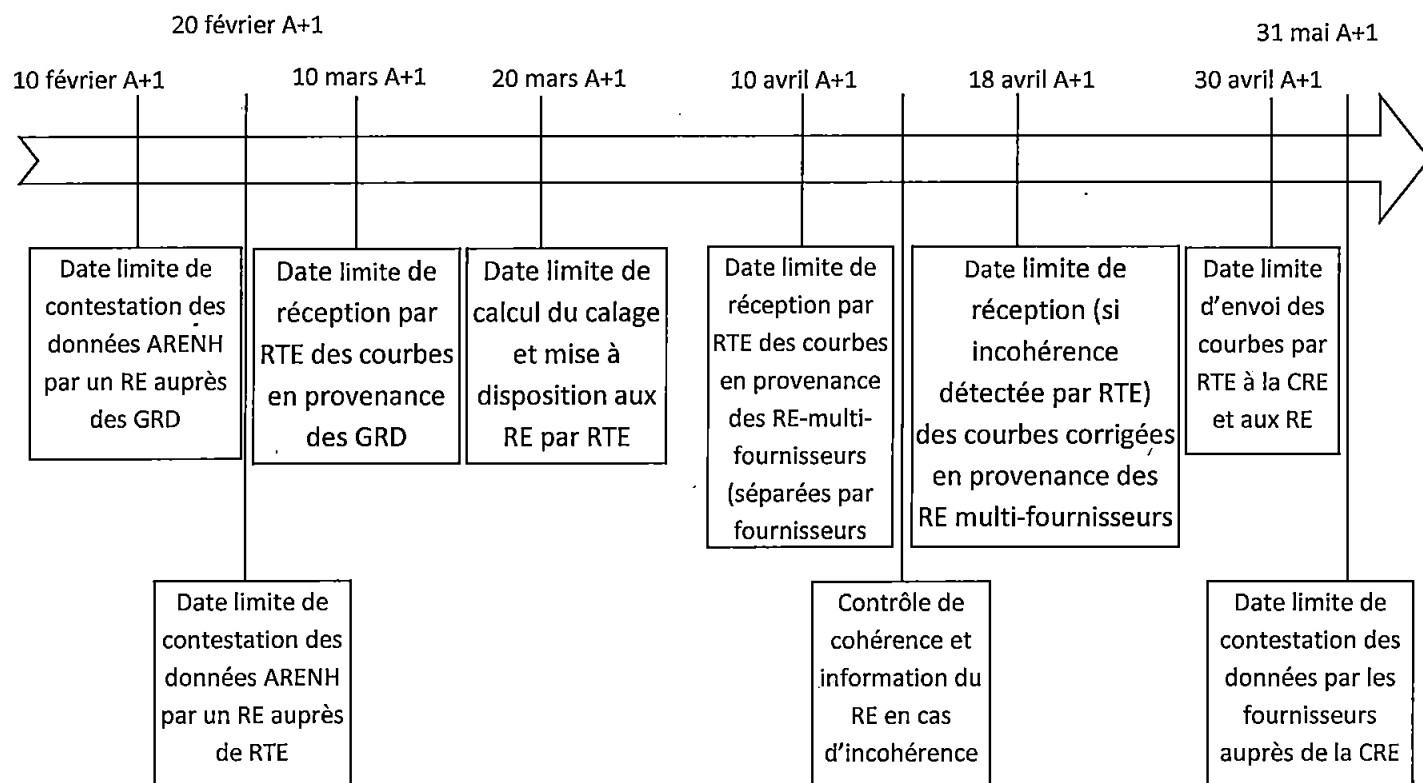 20 février A+1
31 mai A+1
10 février A+1
10 mars A+1
20 mars A+1
10 avril A+1
18 avril A+1
30 avril A+1
Date limite de
contestation des
données ARENH
par un RE auprès
des GRD
Date limite de
réception par
RTE des courbes
en provenance
des GRD
Date limite de
calcul du calage
et mise à
disposition aux
RE par RTE
Date limite de
réception par
RTE des courbes
en provenance
des RE-multi-
fournisseurs
(séparées par
fournisseurs
Date limite de
réception (si
incohérence
détectée par RTE)
des courbes corrigées
en provenance des
RE multi-fournisseurs
Date limite
d'envoi des
courbes par
RTE à la CRE
et aux RE
Date limite de
contestation des
données ARENH
par un RE auprès
de RTE
Contrôle de
cohérence et
information du
RE en cas
d'incohérence
Date limite de
contestation des
données par les
fournisseurs
auprès de la CRE